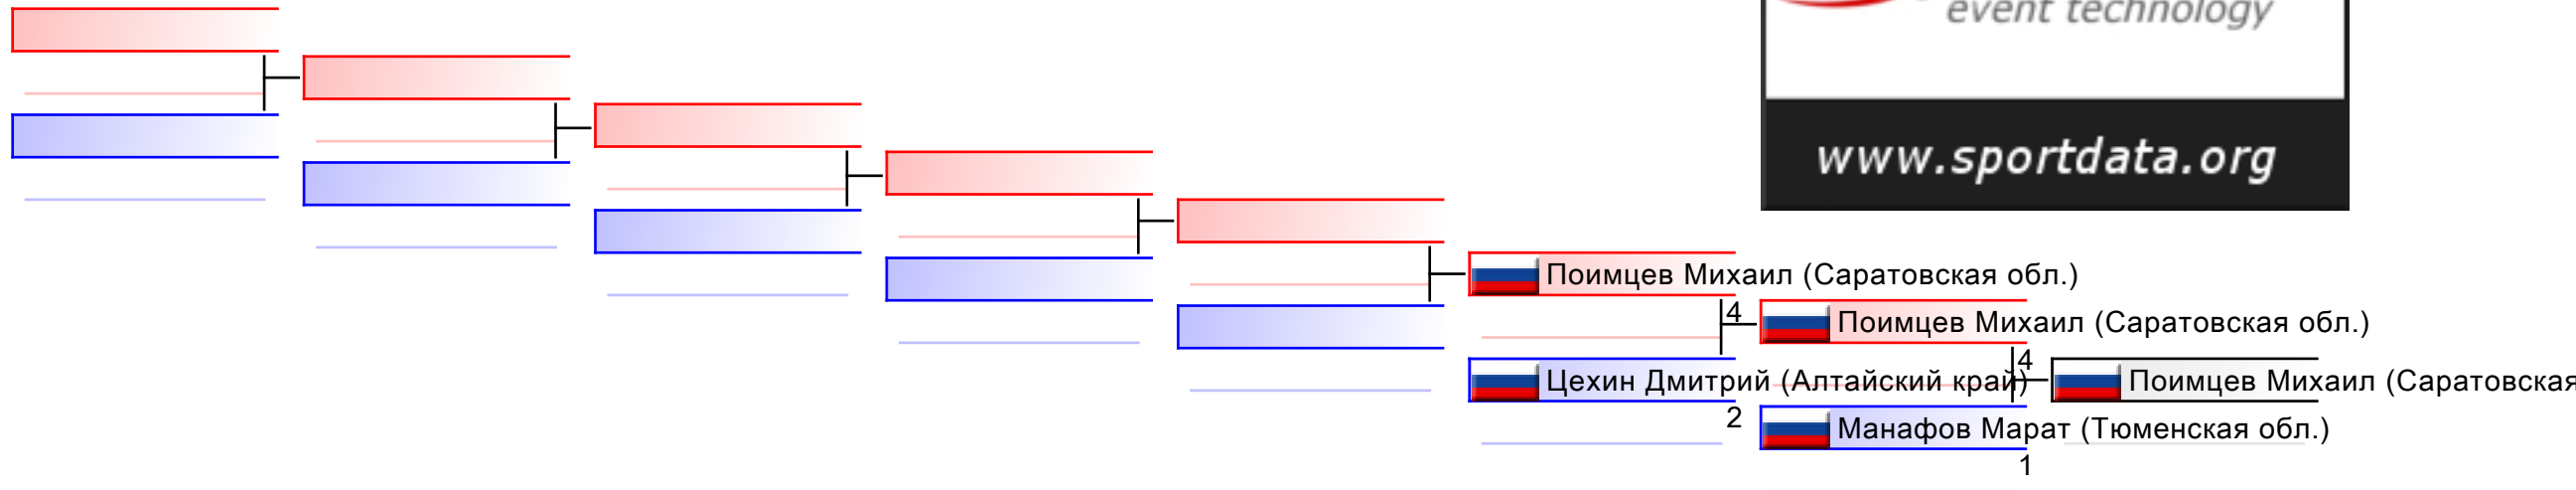 event technology
www.sportdata.org
Поимцев Михаил (Саратовская обл.)
4
Поимцев Михаил (Саратовская обл.)
Цехин Дмитрий (Алтайский край)
2
4
Поимцев Михаил (Саратовская
Манафов Марат (Тюменская обл.)
1